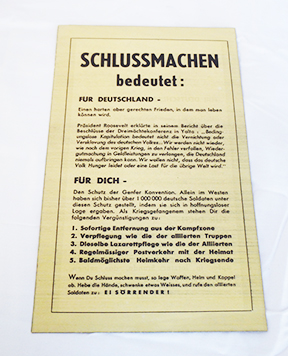 SCHLUSSMACHEN
bedeutet:
FÜR DEUTSCHLAND -
Einen harten aber gerechten Frieden, in dem man leben
können wird.
Präsident Roosevelt erklärte in seinem Bericht über die
Beschlüsse der Dreimächtekonferenz in Yalta: „Beding-
ungslose Kapitulation bedeutet nicht die Vernichtung oder
Versklavung des deutschen Volkes... Wir werden nicht wieder,
wie nach dem vorigen Krieg, in den Fehler verfallen, Wieder-
gutmachung in Geldzahlungen zu verlangen, die Deutschland
niemals aufbringen kann. Wir wollen nicht, dass das deutsche
Volk Hunger leidet oder eine Last für die übrige Welt wird."
FÜR DICH -
Den Schutz der Genfer Konvention. Allein im Westen
haben sich bisher über 1 000 000 deutsche Soldaten unter
diesen Schutz gestellt, indem sie sich in hoffnungsloser
Lage ergaben. Als Kriegsgefangenem stehen Dir die
folgenden Vergünstigungen zu:
1. Sofortige Entfernung aus der Kampfzone
2. Verpflegung wie die der alliierten Truppen
3. Dieselbe Lazarettpflege wie die der Alliierten
4. Regelmässiger Postverkehr mit der Heimat
5. Baldmöglichste Heimkehr nach Kriegsende
Wenn Du Schluss machen musst, so lege Waffen, Helm und Koppel
ab. Hebe die Hände, schwenke etwas Weisses, und rufe den alliierten
Soldaten zu: EI SÖRRENDER!